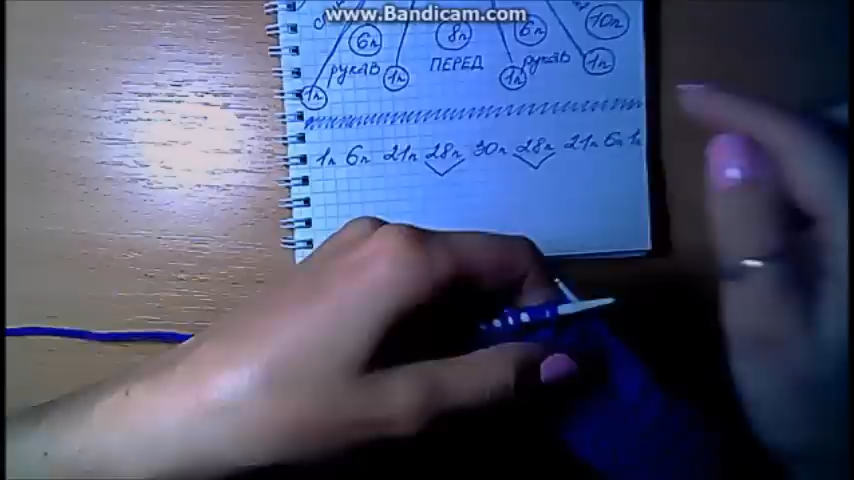 www.Bandicam.com
6п 8п 6п 10п
рукав ПЕРЕД рукав
1п 1п 1п 1п
1п 6п 21п 28п 30п 28п 21п 6п 1п